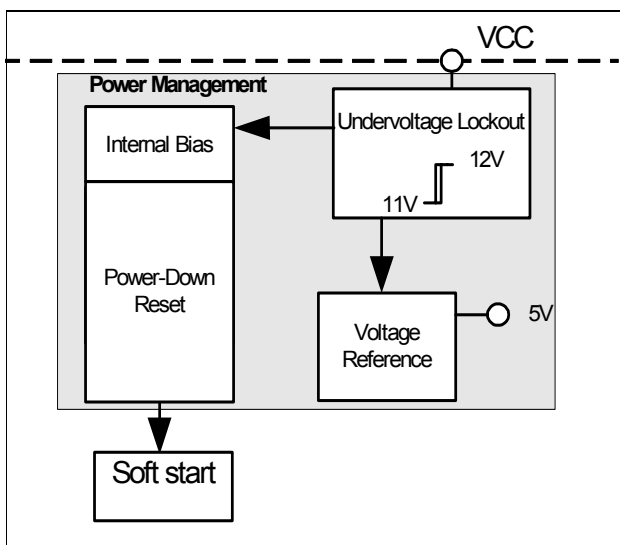 VCC
Power Management
Undervoltage Lockout
Internal Bias
12V
11V
Power-Down
Reset
5V
Voltage
Reference
Soft start